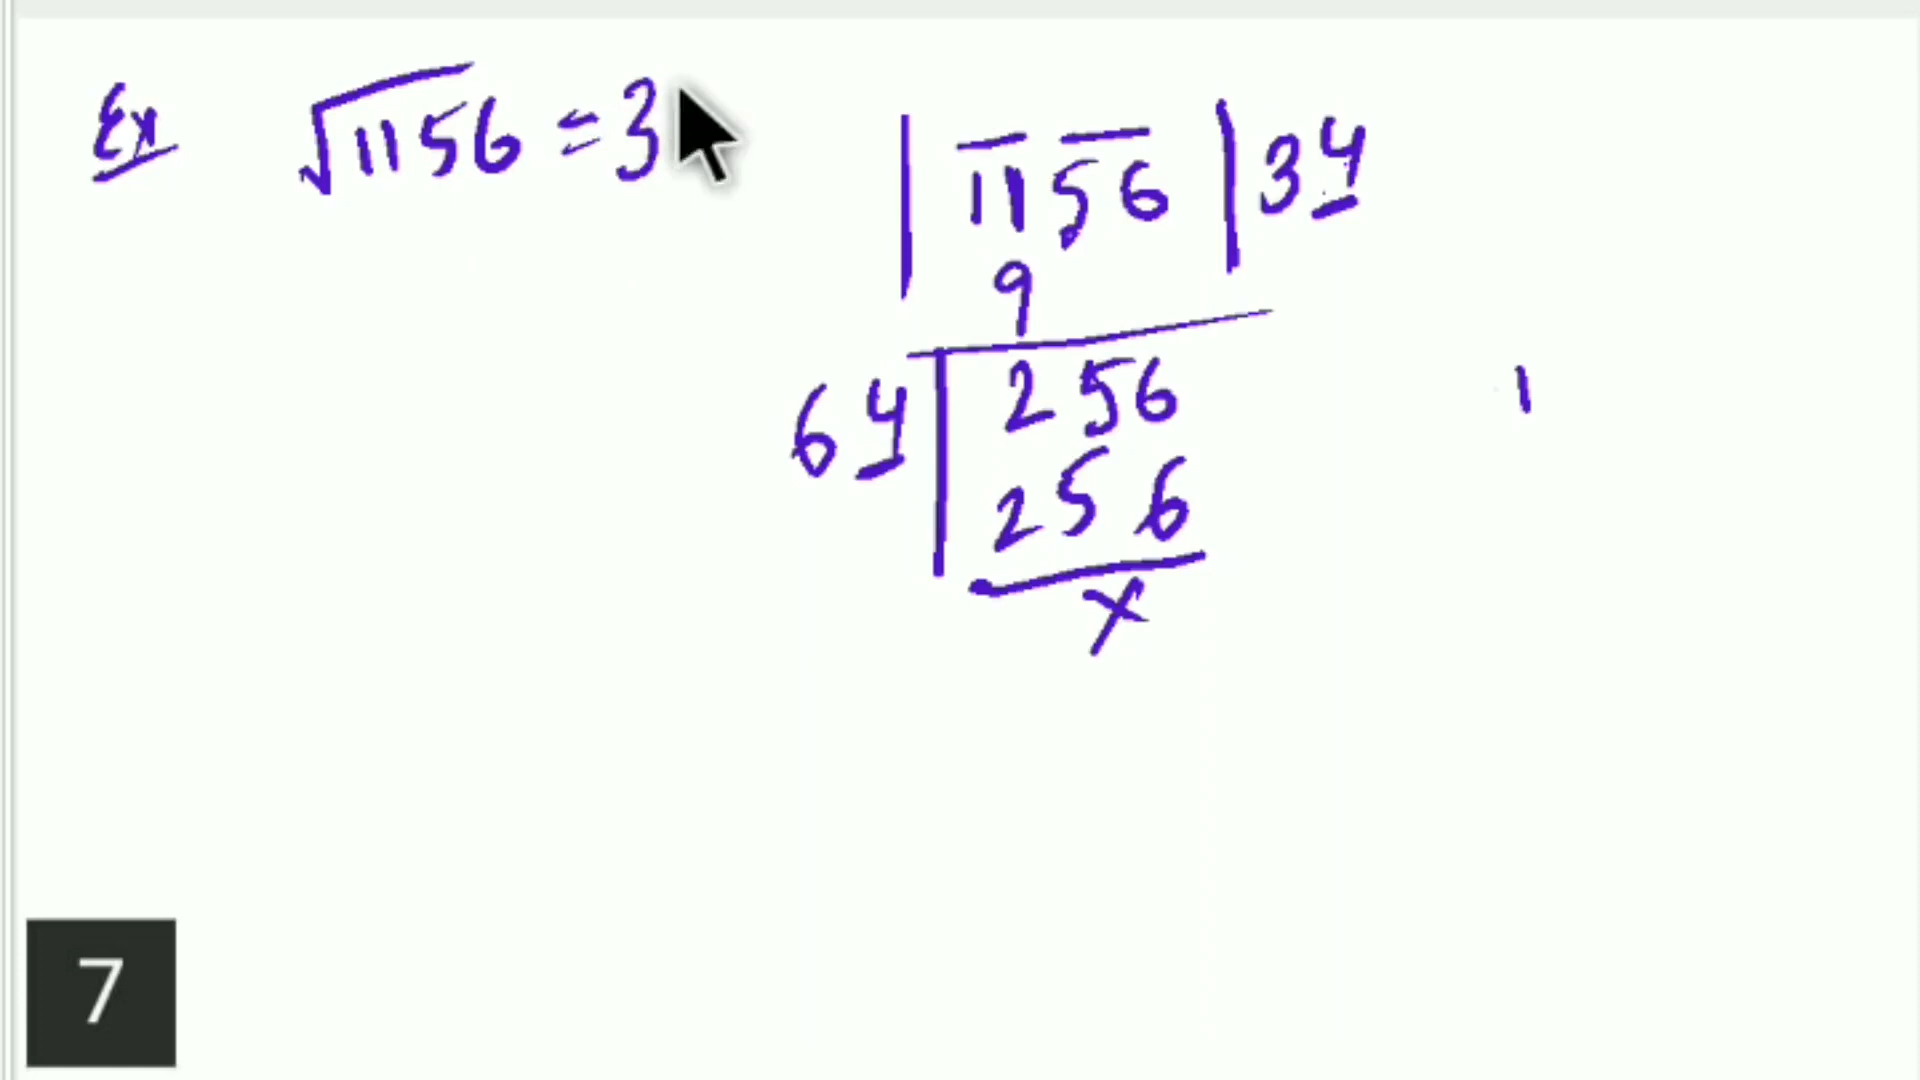 Ex √1156 = 3
1156 | 34
9
64 | 256
256
x
1
7